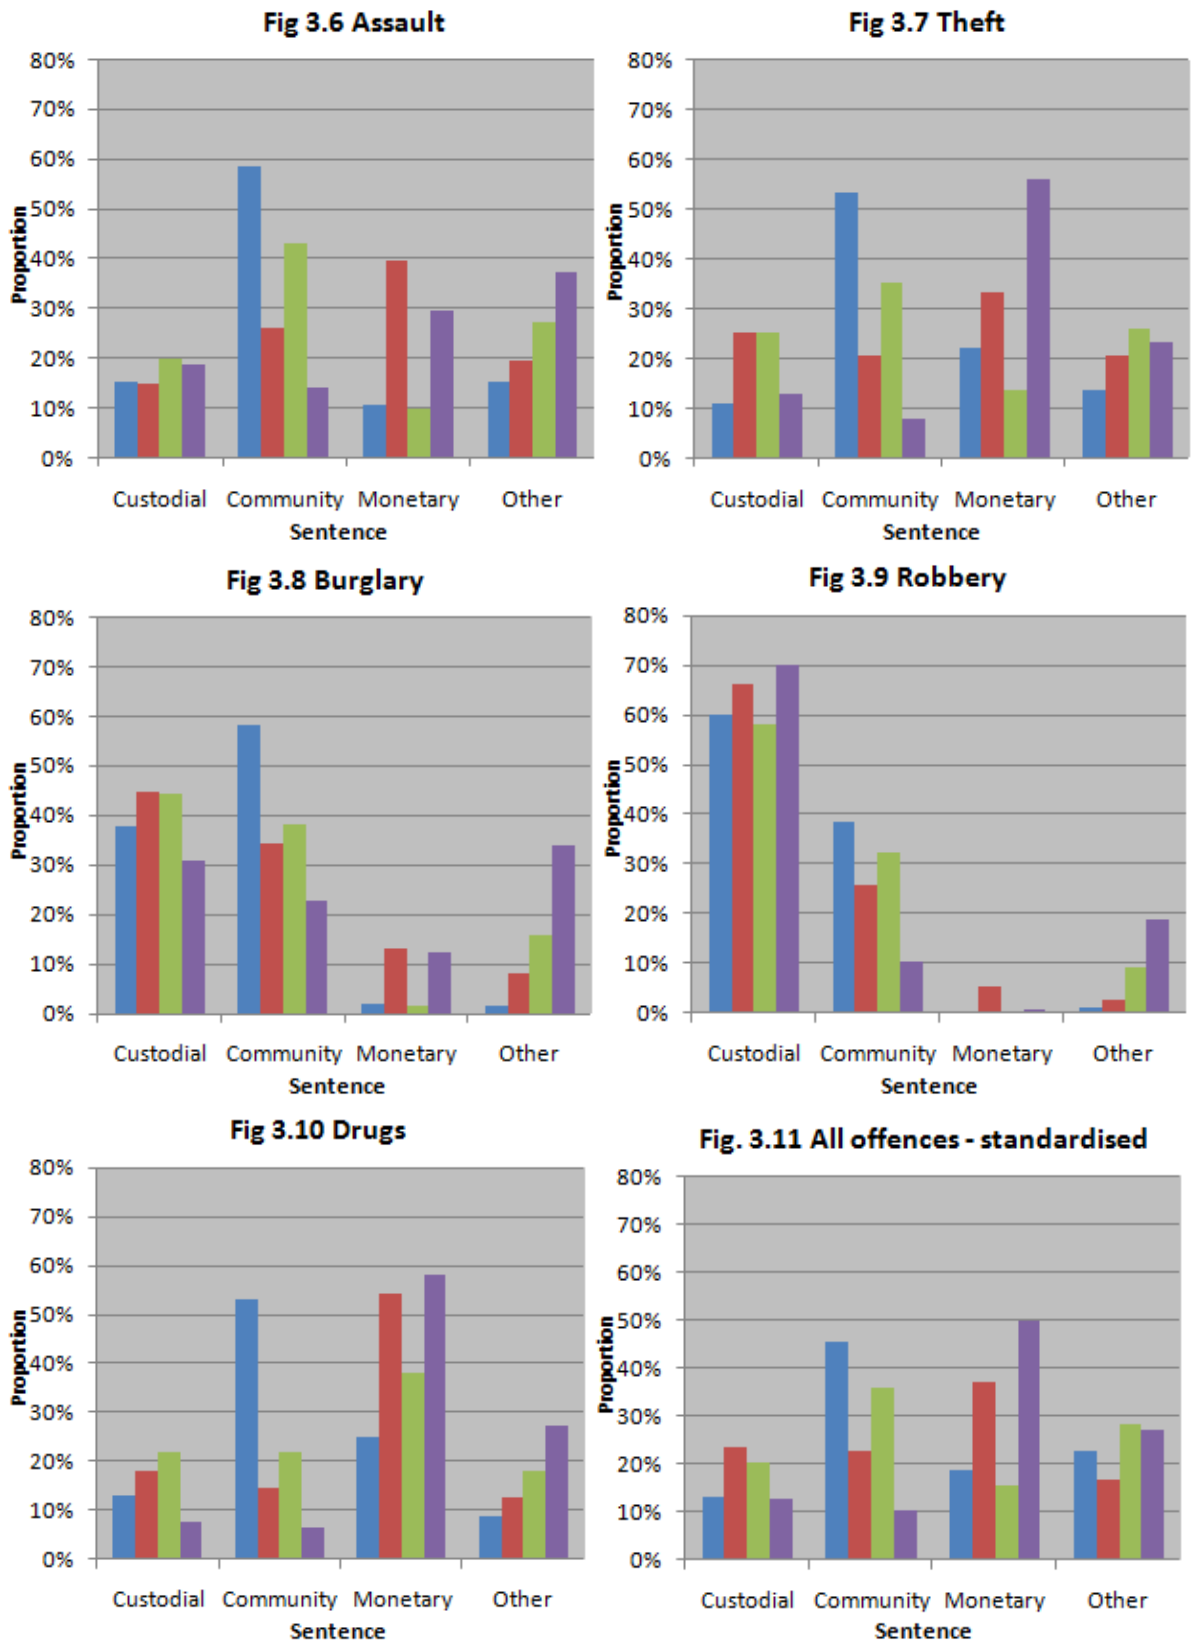 Fig 3.6 Assault
80%
70%
60%
50%
40%
30%
20%
10%
0%
Proportion
Custodial Community Monetary Other
Sentence
Fig 3.7 Theft
80%
70%
60%
50%
40%
30%
20%
10%
0%
Proportion
Custodial Community Monetary Other
Sentence
Fig 3.8 Burglary
80%
70%
60%
50%
40%
30%
20%
10%
0%
Proportion
Custodial Community Monetary Other
Sentence
Fig 3.9 Robbery
80%
70%
60%
50%
40%
30%
20%
10%
0%
Proportion
Custodial Community Monetary Other
Sentence
Fig 3.10 Drugs
80%
70%
60%
50%
40%
30%
20%
10%
0%
Proportion
Custodial Community Monetary Other
Sentence
Fig. 3.11 All offences - standardised
80%
70%
60%
50%
40%
30%
20%
10%
0%
Proportion
Custodial Community Monetary Other
Sentence